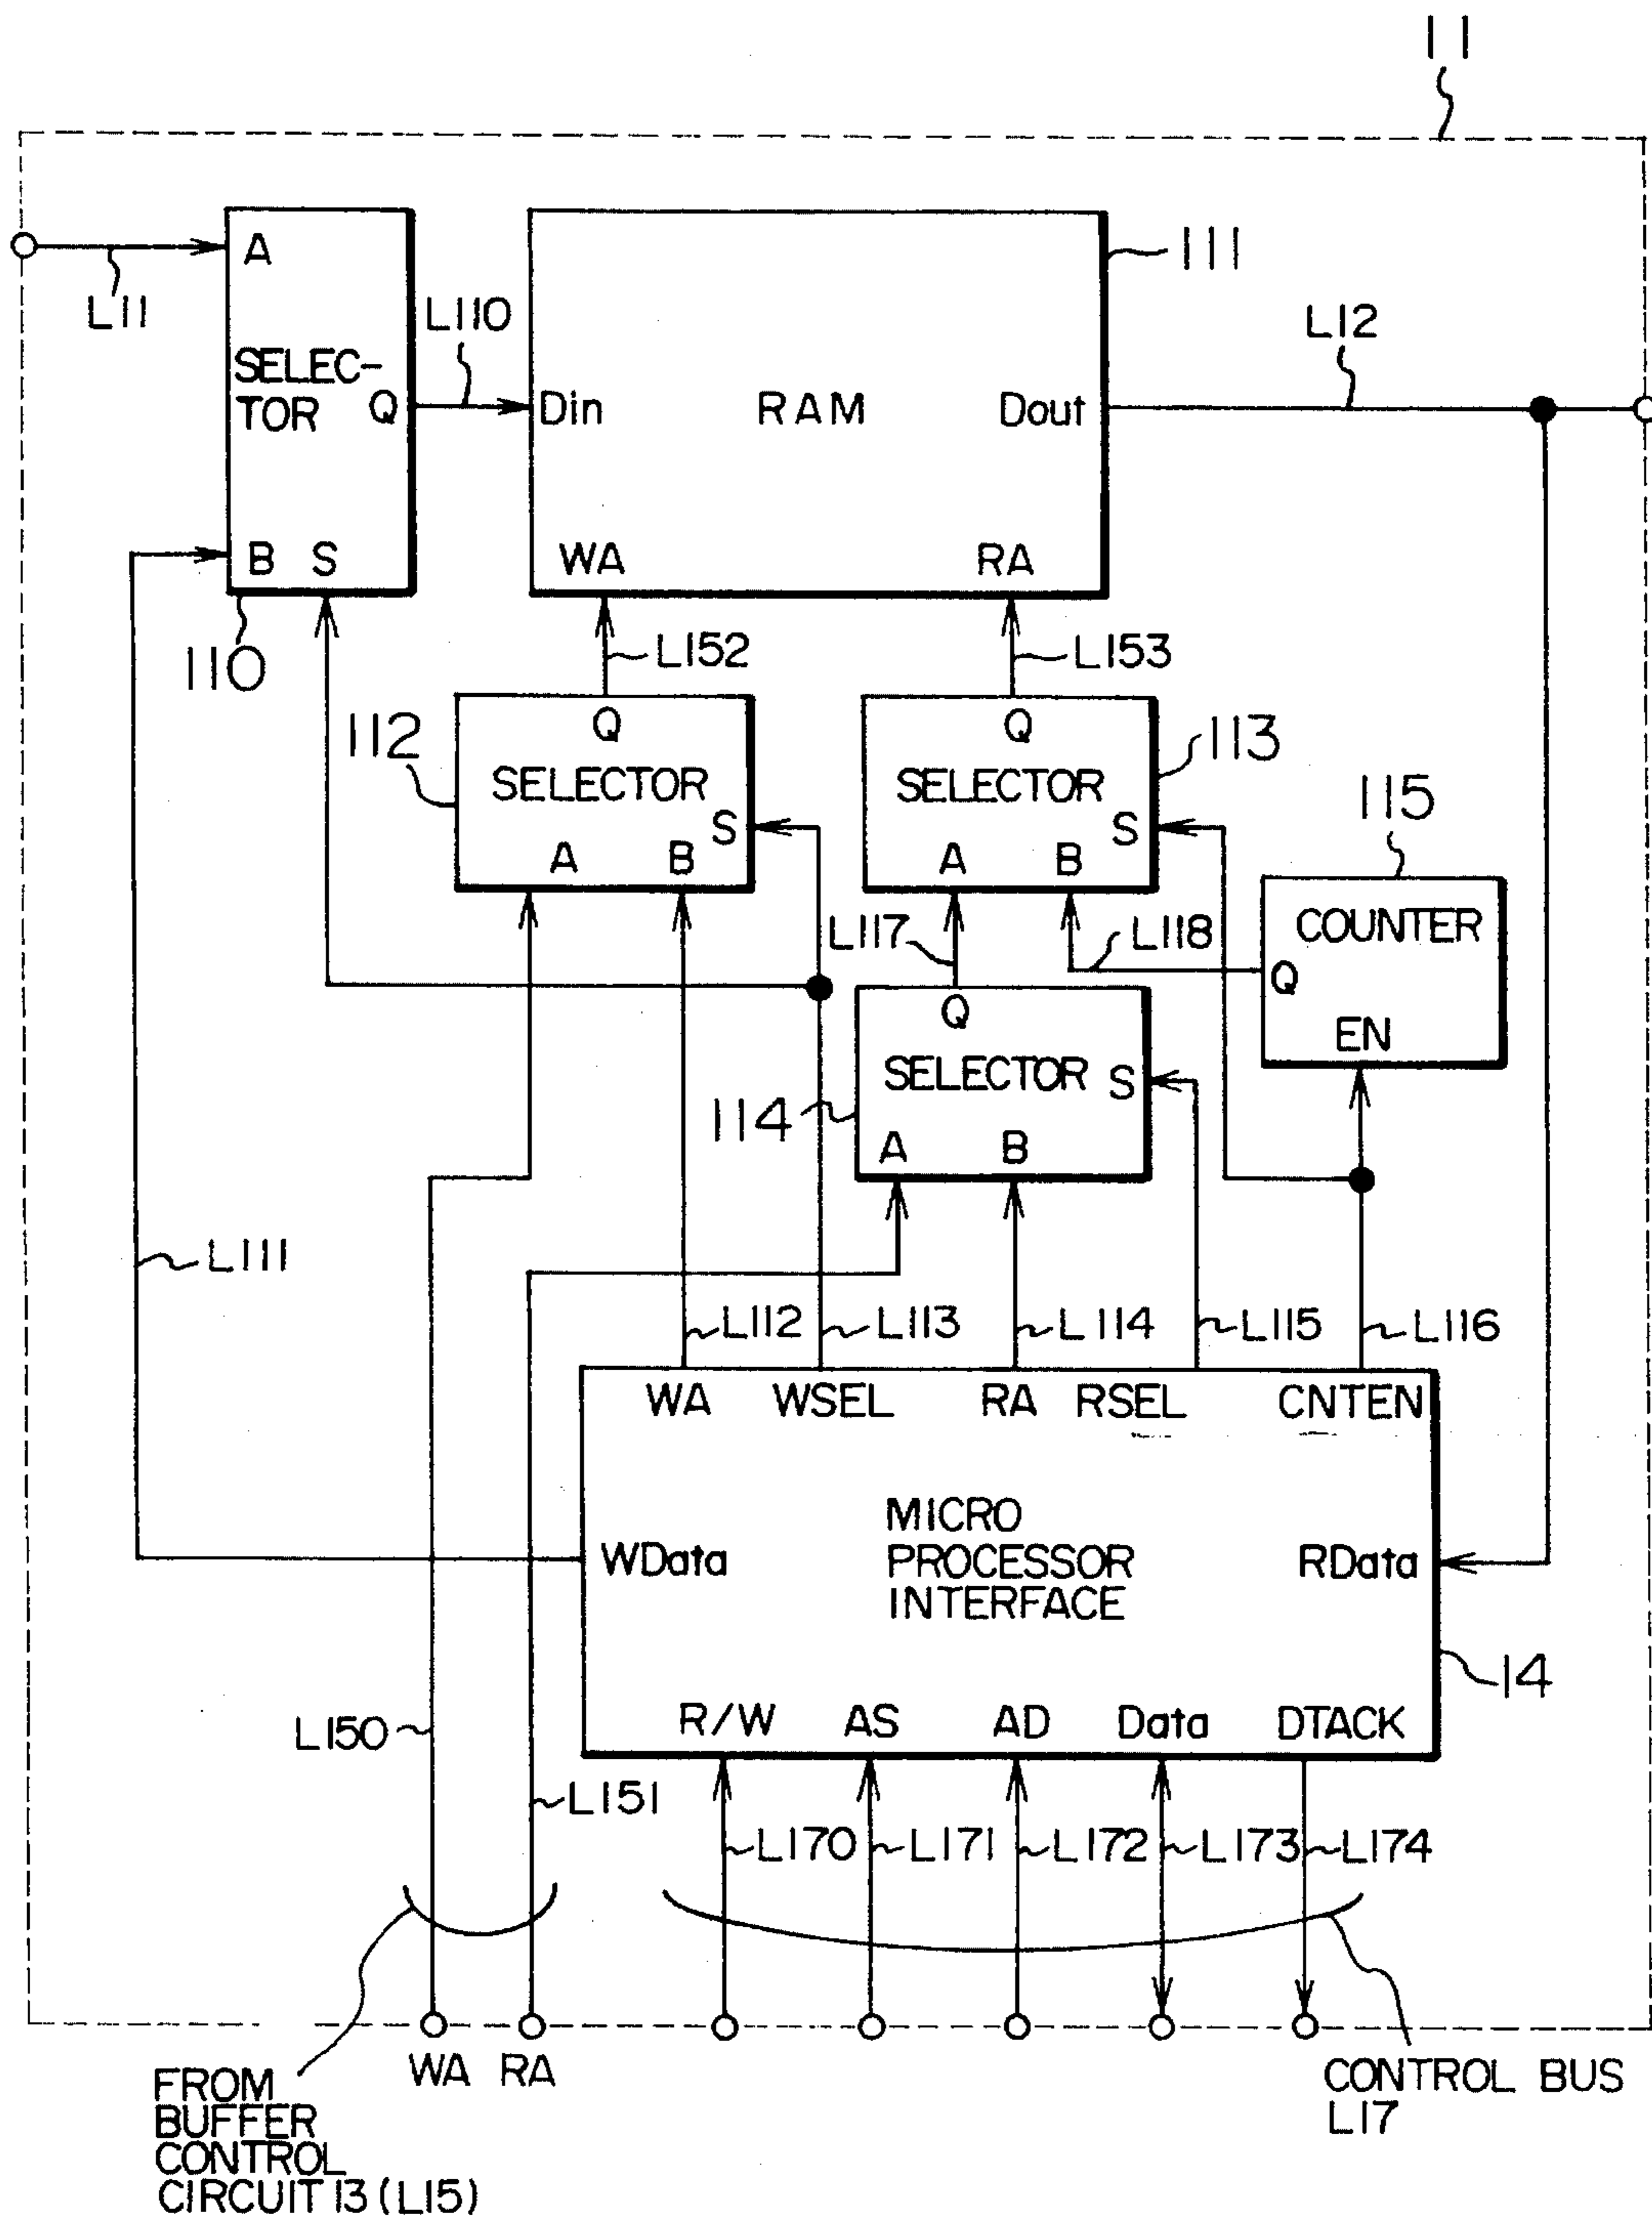 11
A
L11
SELEC-
TOR
Q
B
S
110
L110
Din
RAM
Dout
WA
RA
111
L12
L152
L153
112
Q
SELECTOR
S
A
B
Q
SELECTOR
S
A
B
113
115
COUNTER
Q
EN
L117
L118
Q
SELECTOR
S
A
B
114
L111
L112
L113
L114
L115
L116
WA
WSEL
RA
RSEL
CNTEN
WData
MICRO
PROCESSOR
INTERFACE
RData
14
R/W
AS
AD
Data
DTACK
L150
L151
L170
L171
L172
L173
L174
WA
RA
FROM
BUFFER
CONTROL
CIRCUIT 13 (L15)
CONTROL BUS
L17